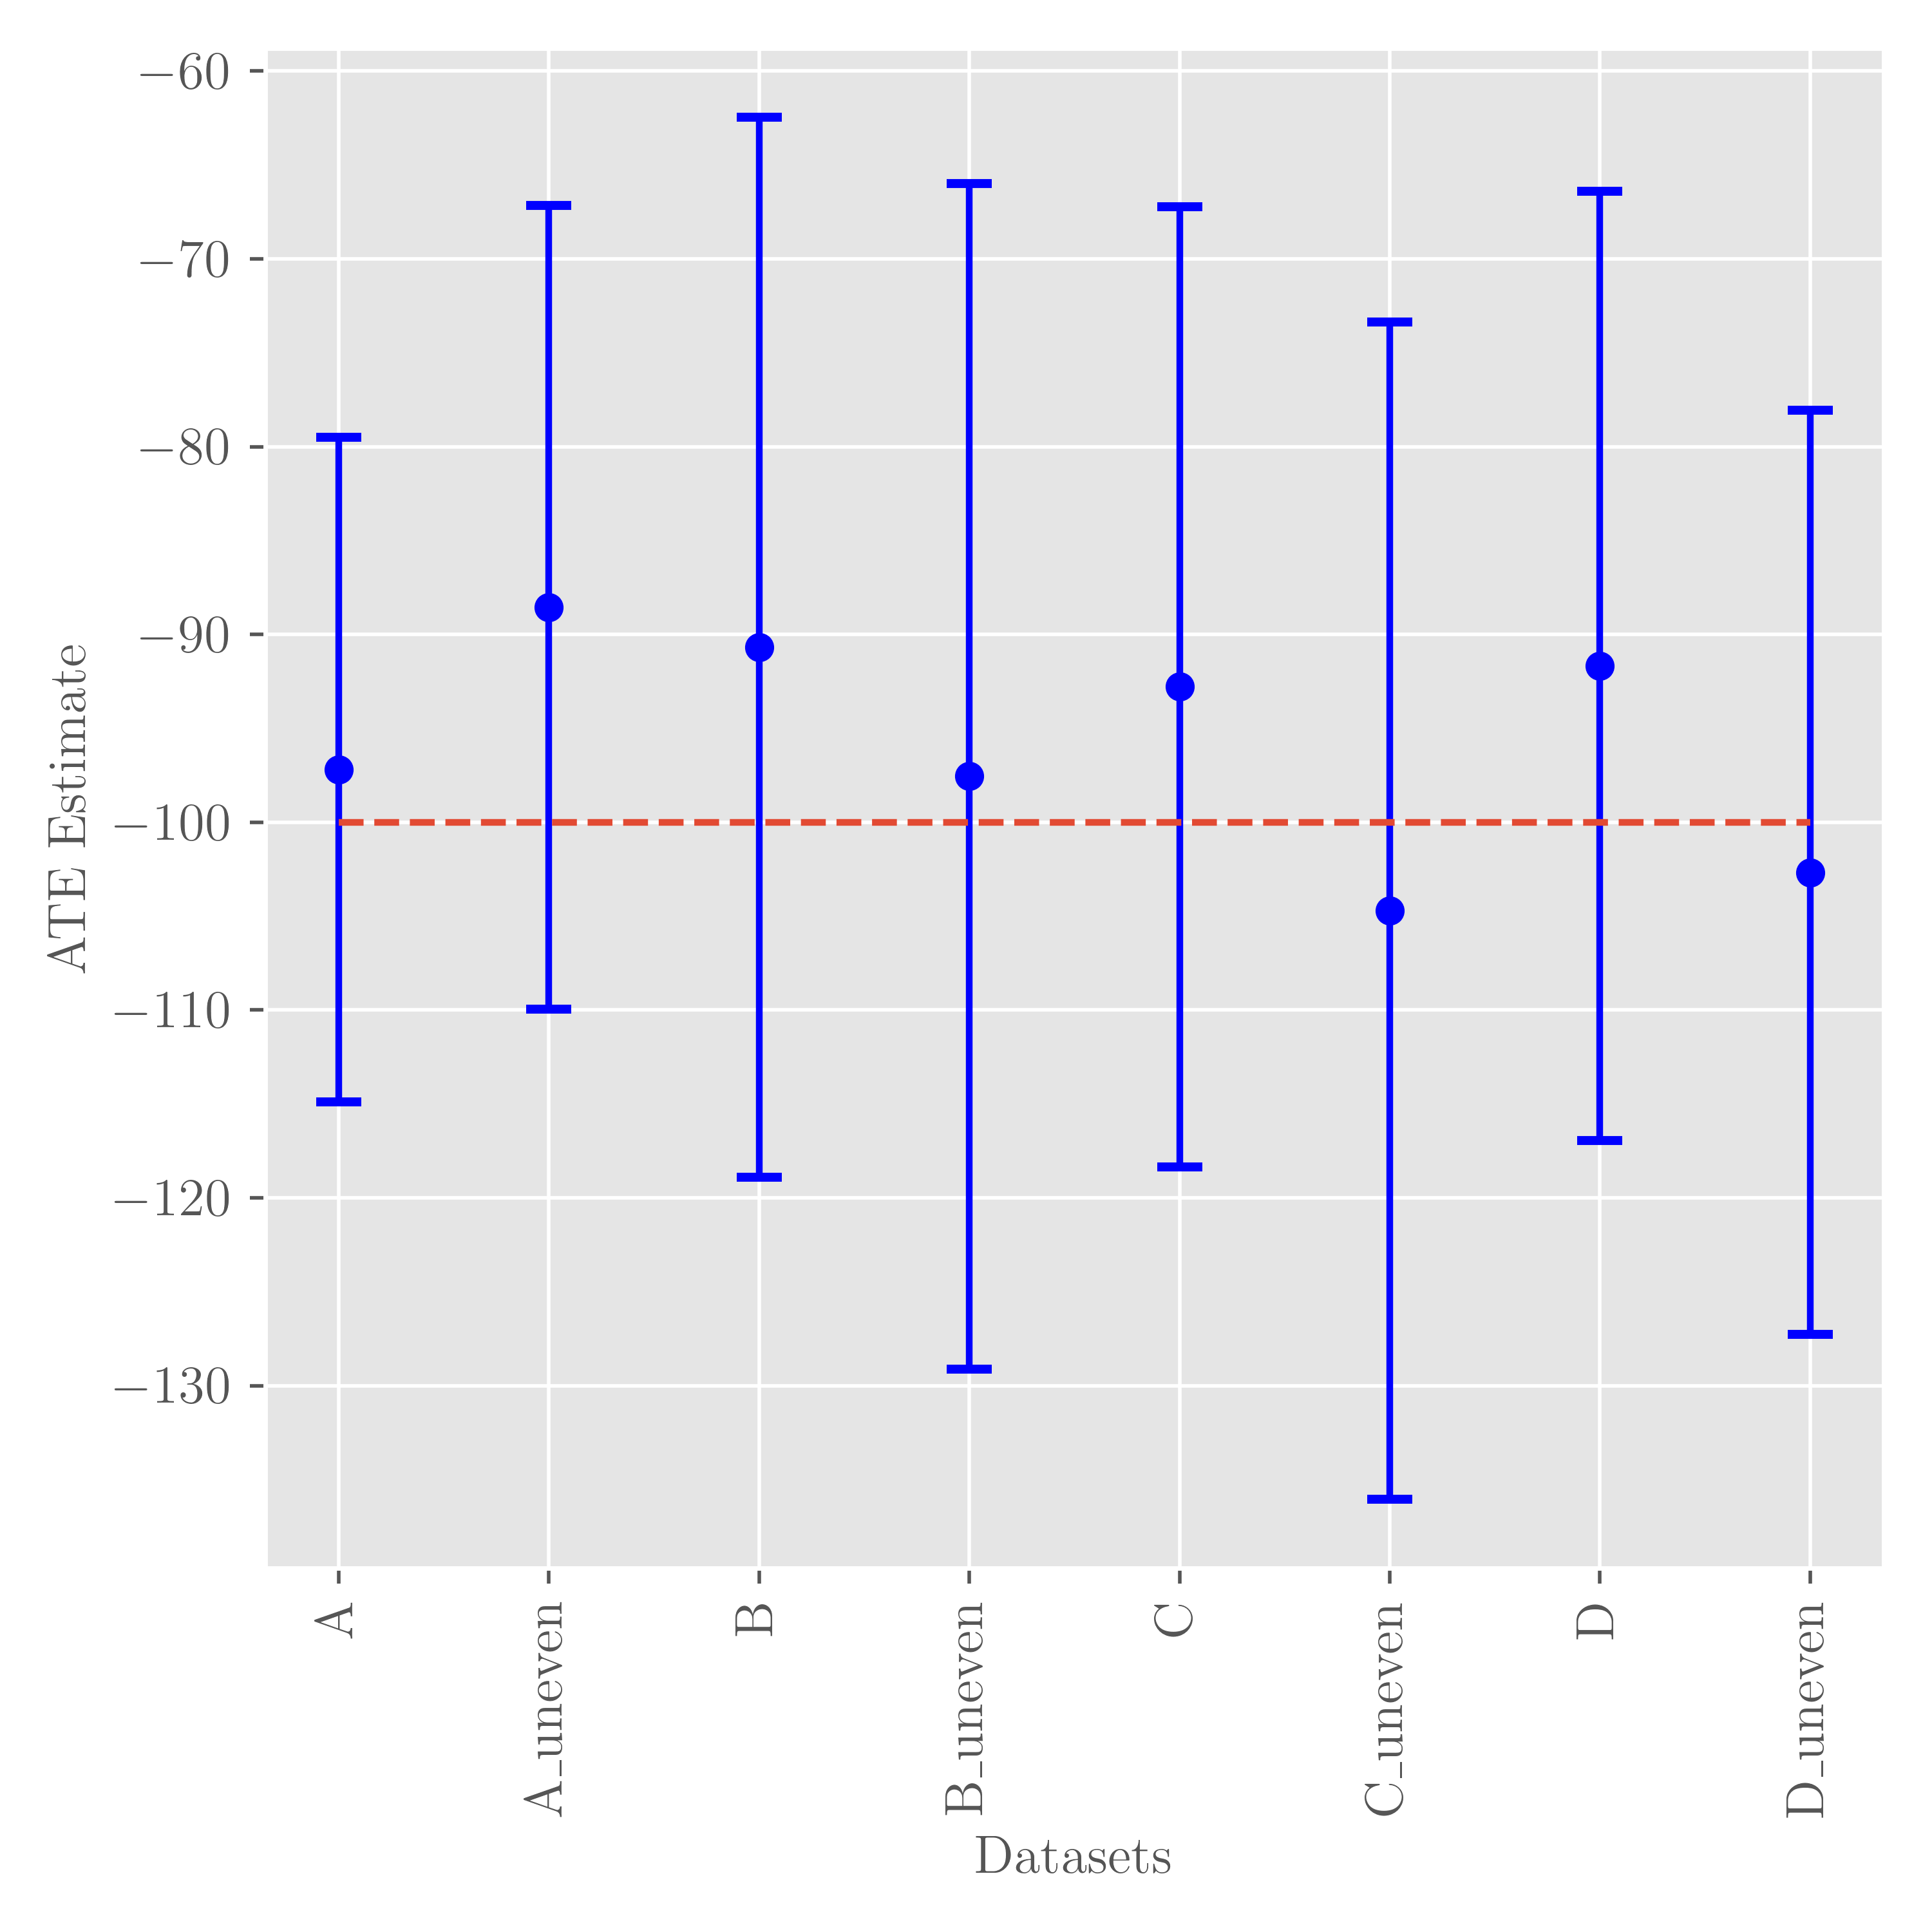 −60
−70
−80
−90
−100
−110
−120
−130
ATE Estimate
A
A_uneven
B
B_uneven
C
C_uneven
D
D_uneven
Datasets